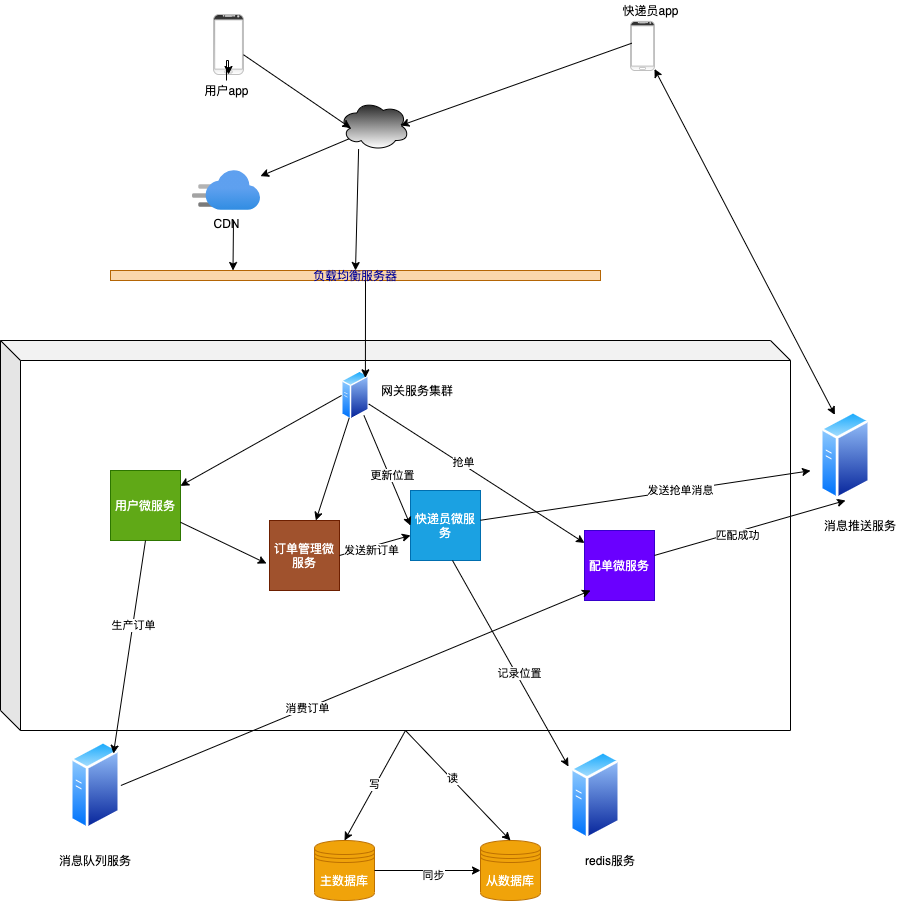 快递员app
用户app
CDN
负载均衡服务器
网关服务集群
抢单
更新位置
发送抢单消息
用户微服务
快递员微服
务
消息推送服务
匹配成功
订单管理微
服务
发送新订单
配单微服务
生产订单
记录位置
消费订单
写
读
消息队列服务
redis服务
主数据库
同步
从数据库